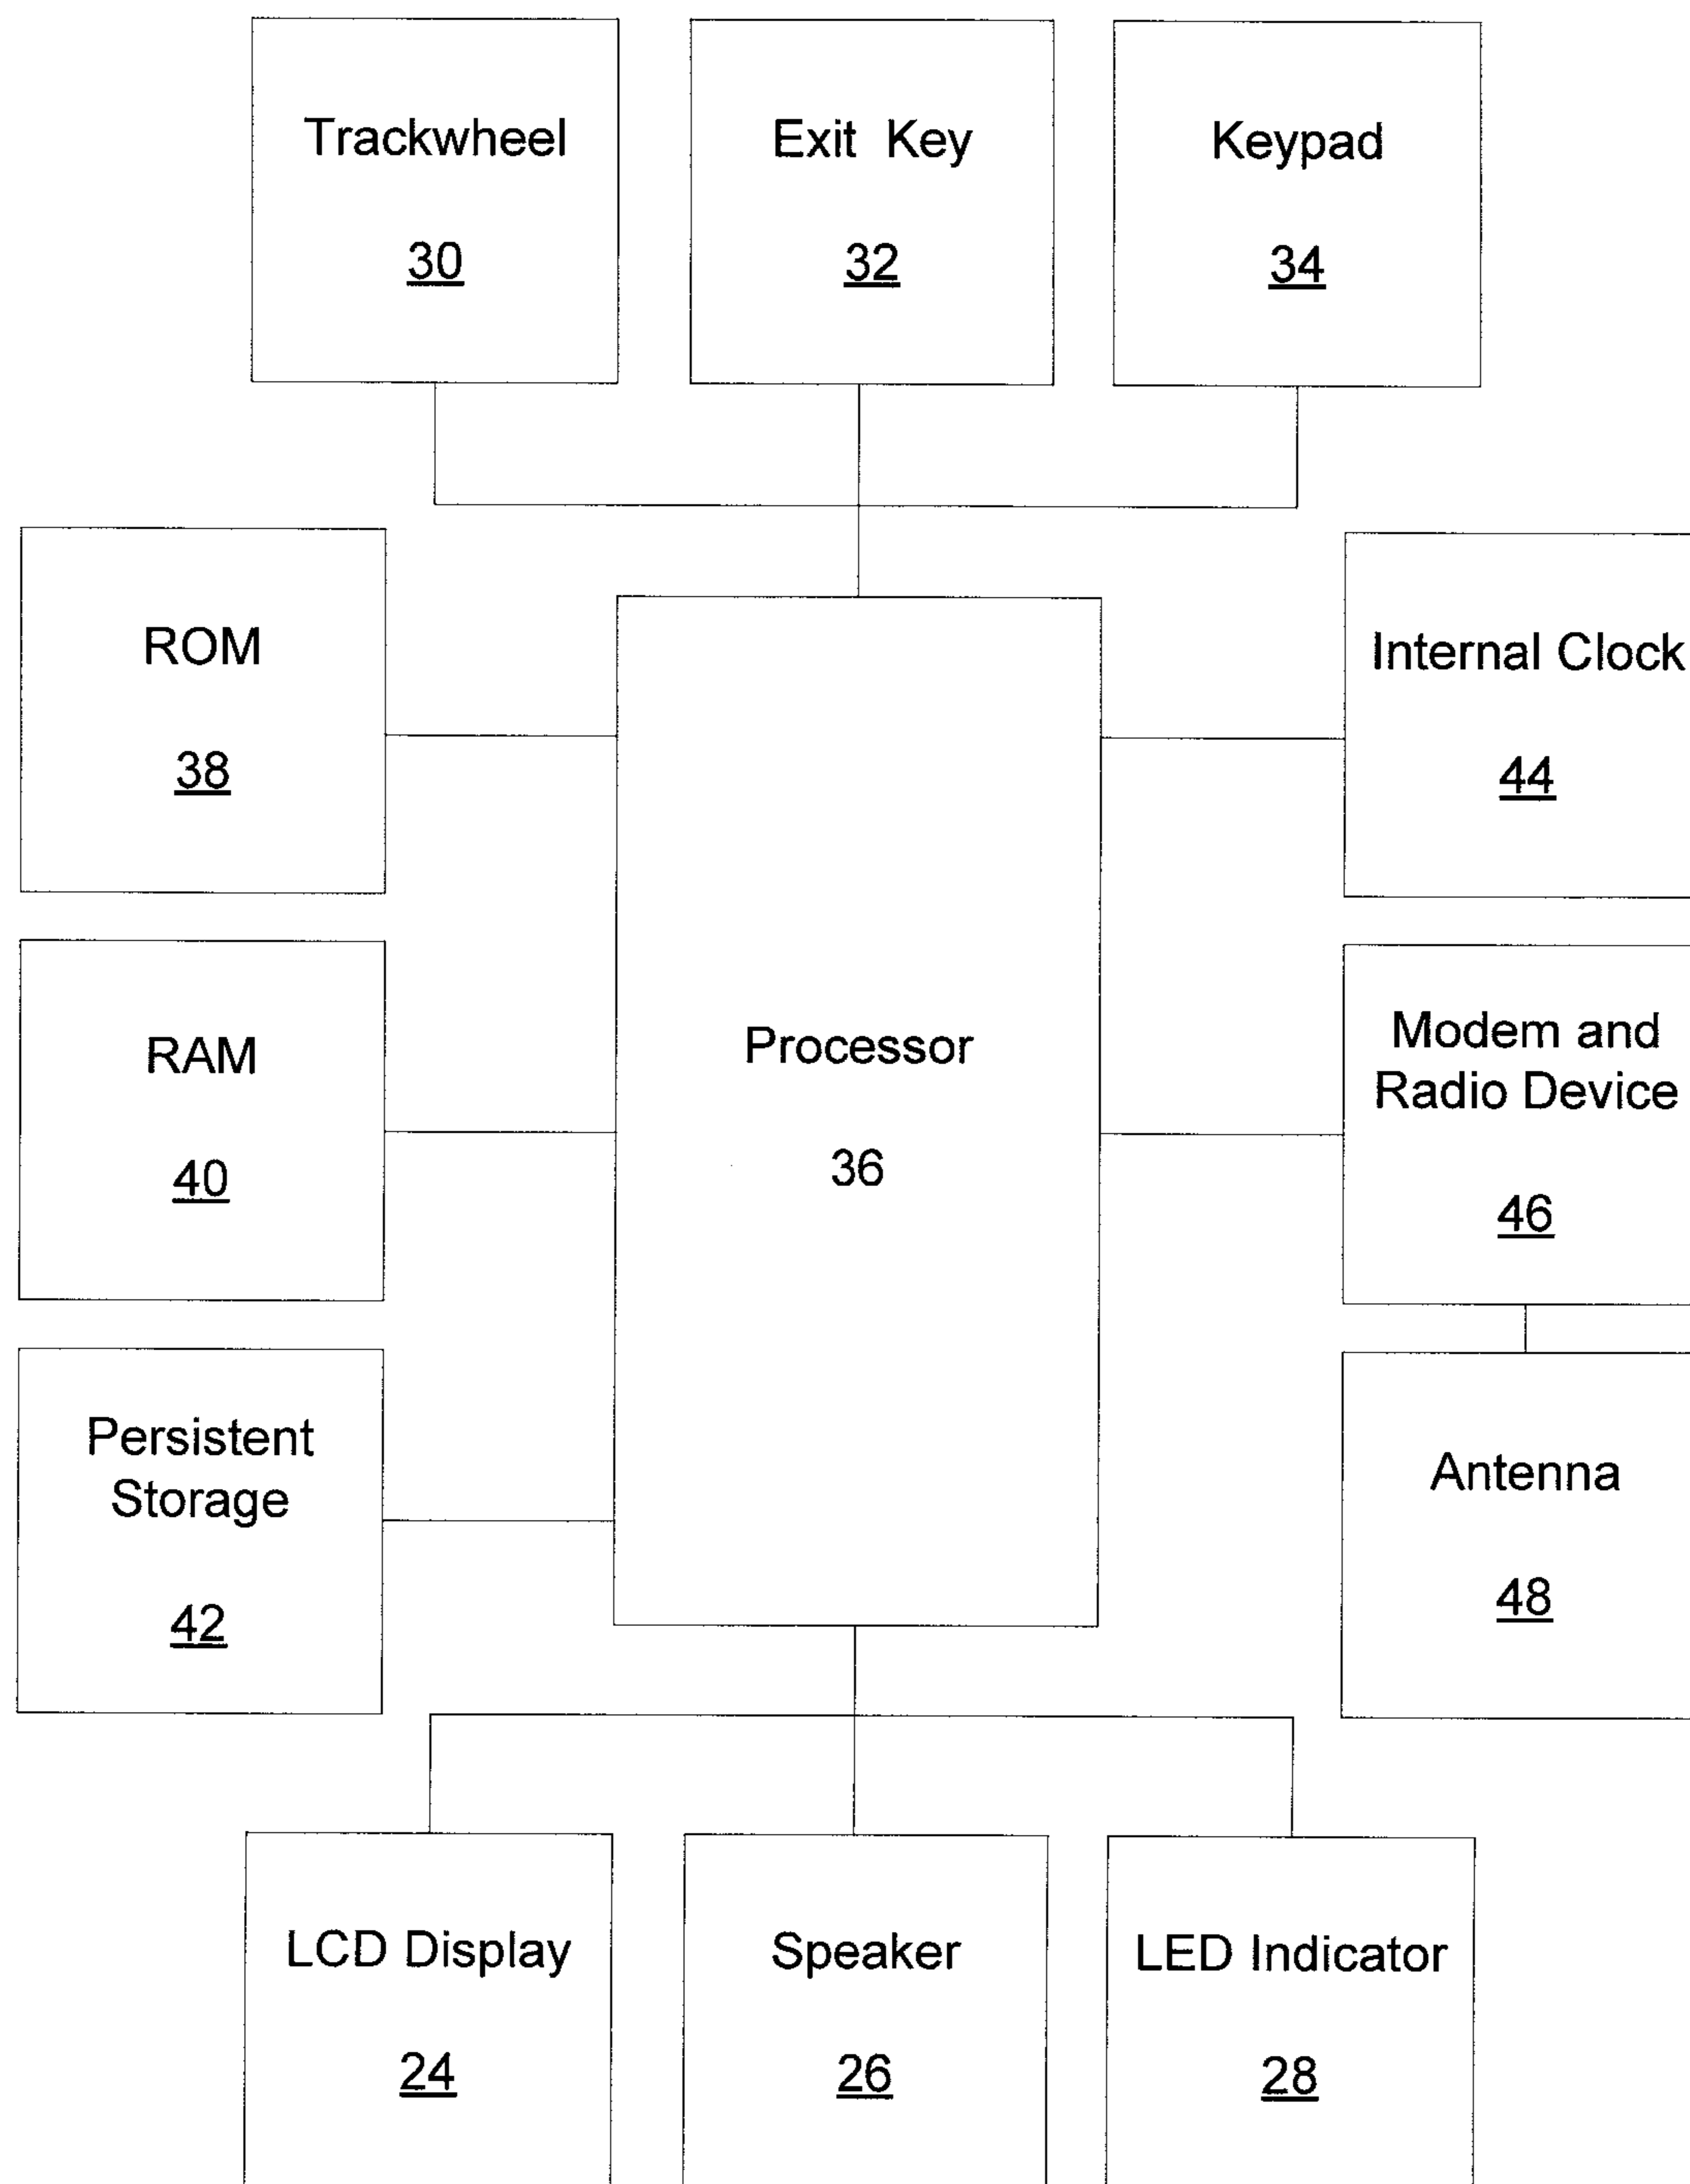 Trackwheel
30
Exit Key
32
Keypad
34
ROM
38
Internal Clock
44
Processor
36
RAM
40
Modem and
Radio Device
46
Persistent
Storage
42
Antenna
48
LCD Display
24
Speaker
26
LED Indicator
28